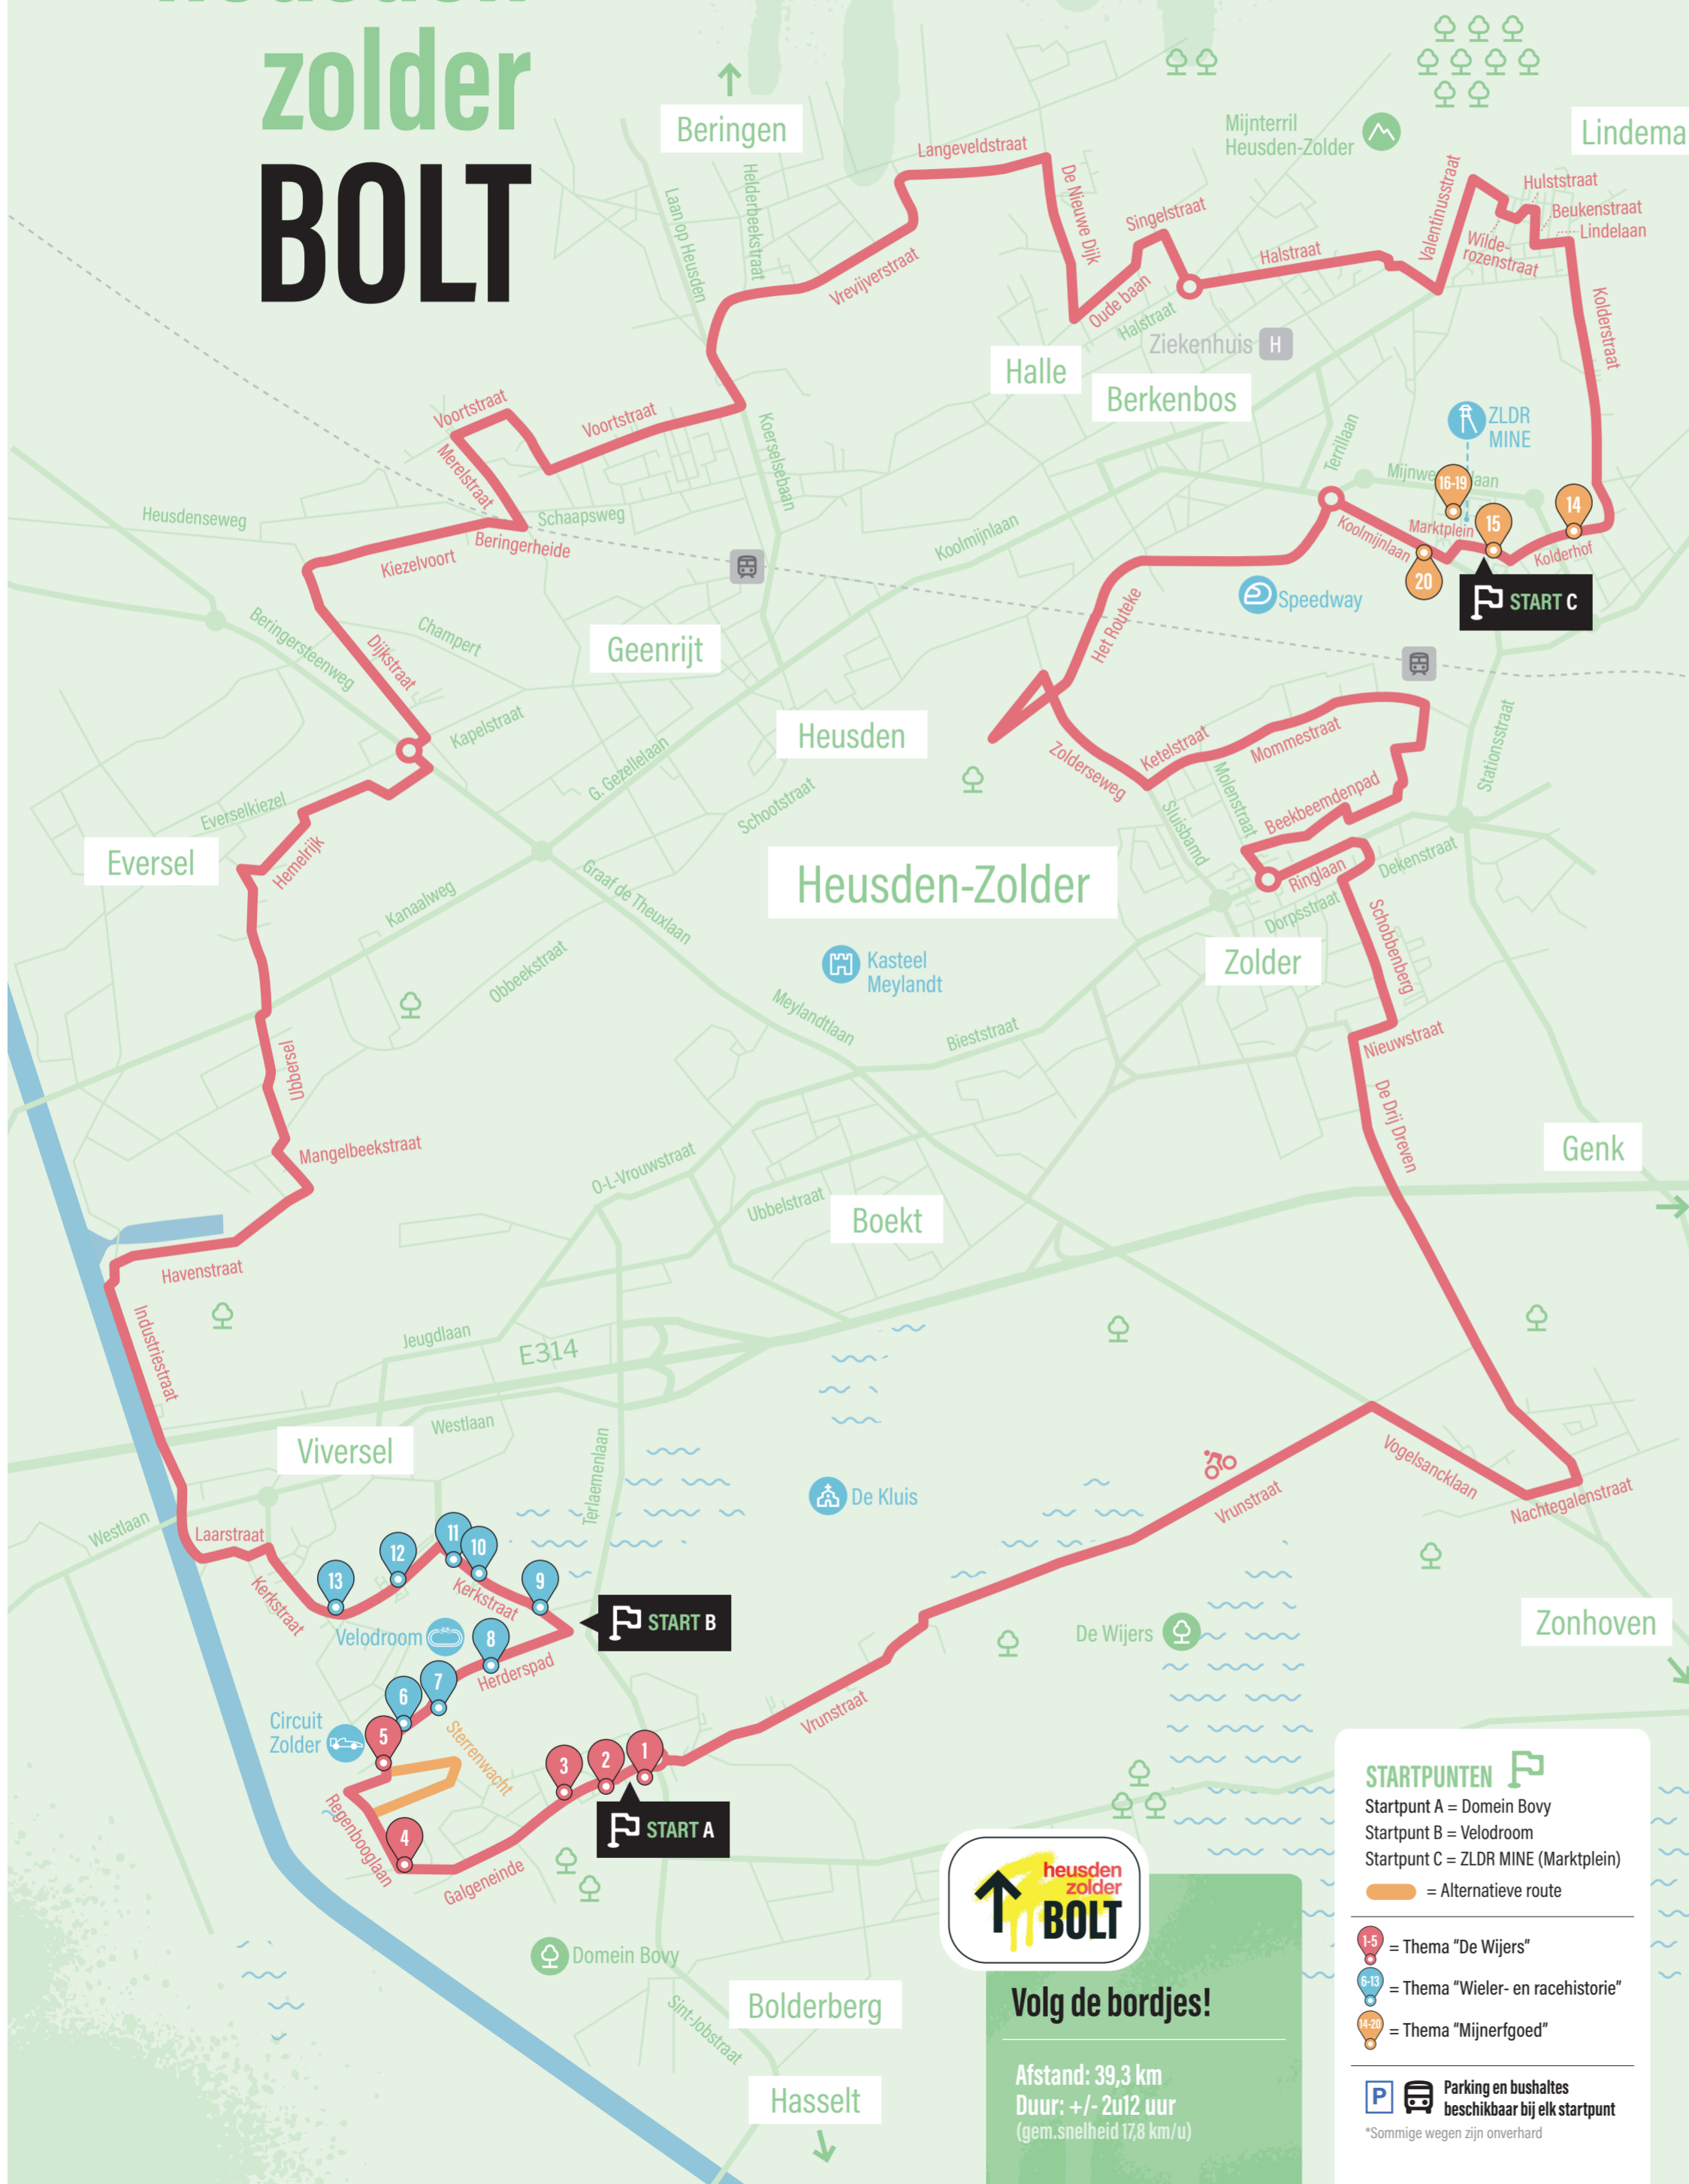 zolder
BOLT
Beringen
Lindema
Mijnterril
Heusden-Zolder
Langeveldstraat
De Nieuwe Dijk
Singelstraat
Oude baan
Halstraat
Halstraat
Valentinusstraat
Hulststraat
Beukenstraat
Lindelaan
Wilde-
rozenstraat
Kolderstraat
Laan op Heusden
Helderbeekstraat
Vrevijverstraat
Ziekenhuis H
Halle
Berkenbos
Voortstraat
Voortstraat
Merelstraat
Koerselsebaan
Terrillaan
ZLDR
MINE
Mijnwe
laan
16-19
15
14
20
Marktplein
Koolmijnlaan
Kolderhof
START C
Heusdenseweg
Schaapsweg
Beringerheide
Kiezelvoort
Koolmijnlaan
Speedway
Het Routeke
Beringersteenweg
Champert
Dijkstraat
Geenrijt
Kapelstraat
Heusden
G. Gezellelaan
Schootstraat
Zolderseweg
Ketelstraat
Mommestraat
Stationsstraat
Molenstraat
Beekbeemdenpad
Sluisbamd
Everselkiezel
Eversel
Hemelrijk
Heusden-Zolder
Ringlaan
Dekenstraat
Dorpsstraat
Kanaalweg
Graaf de Theuxlaan
Obbeekstraat
Kasteel
Meylandt
Zolder
Schobbenberg
Meylandtlaan
Bieststraat
Nieuwstraat
Ubbersel
De Drij Dreven
Mangelbeekstraat
Genk
O-L-Vrouwstraat
Ubbelstraat
Boekt
Havenstraat
Industriestraat
Jeugdlaan
E314
Westlaan
Viversel
Terlaemenlaan
De Kluis
Vogelsancklaan
Vrunstraat
Nachtegalenstraat
Westlaan
Laarstraat
Kerkstraat
13
12
11
10
9
Kerkstraat
START B
Velodroom
8
Herderspad
7
6
5
Circuit
Zolder
Sterrenwacht
De Wijers
Zonhoven
Vrunstraat
3
2
1
START A
Regenbooglaan
4
Galgeneinde
Domein Bovy
Bolderberg
Sint-Jobstraat
Hasselt
heusden
zolder
BOLT
Volg de bordjes!
Afstand: 39,3 km
Duur: +/- 2u12 uur
(gem.snelheid 17,8 km/u)
STARTPUNTEN
Startpunt A = Domein Bovy
Startpunt B = Velodroom
Startpunt C = ZLDR MINE (Marktplein)
= Alternatieve route
1-5 = Thema "De Wijers"
6-13 = Thema "Wieler- en racehistorie"
14-20 = Thema "Mijnerfgoed"
P Parking en bushaltes
beschikbaar bij elk startpunt
*Sommige wegen zijn onverhard